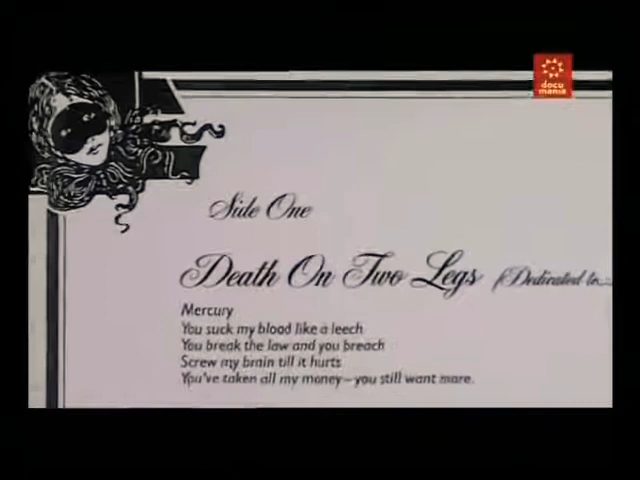 docu
mania
Side One
Death On Two Legs (Dedicated to......
Mercury
You suck my blood like a leech
You break the law and you breach
Screw my brain till it hurts
You've taken all my money—you still want more.